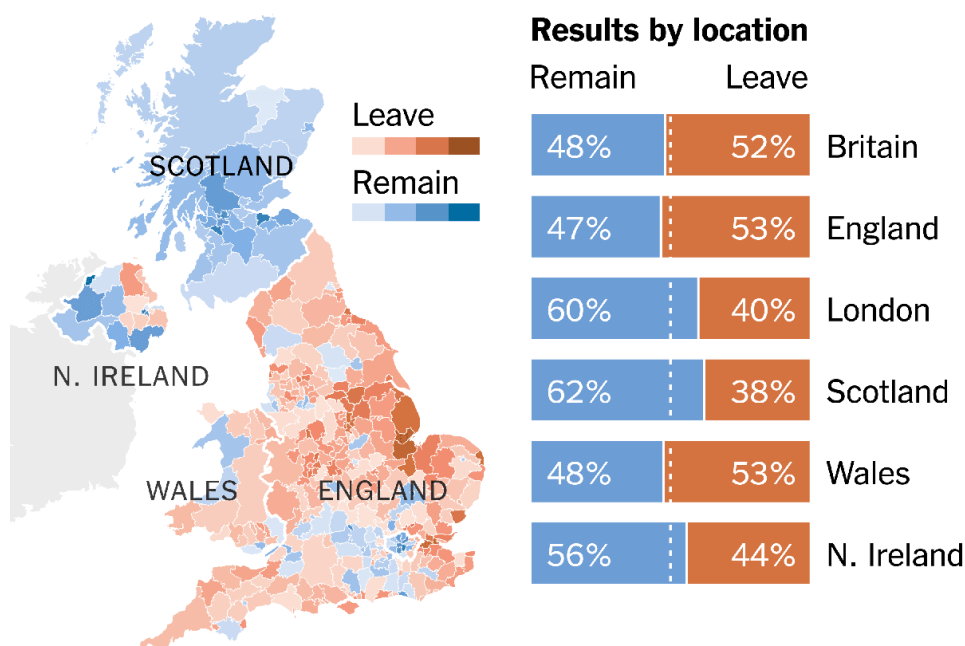 Results by location
Remain Leave
48% 52% Britain
47% 53% England
60% 40% London
62% 38% Scotland
48% 53% Wales
56% 44% N. Ireland
Leave
Remain
SCOTLAND
N. IRELAND
WALES
ENGLAND